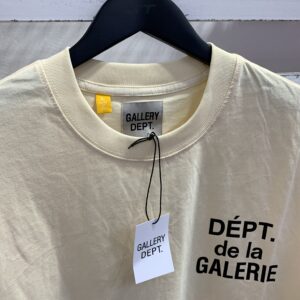 GALLERY
DEPT.
GALLERY
DEPT.
DÉPT.
de la
GALERIE